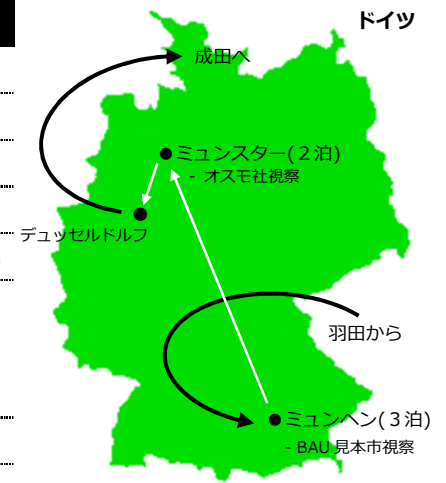 ドイツ
成田へ
ミュンスター(２泊)
- オスモ社視察
デュッセルドルフ
羽田から
ミュンヘン(３泊)
- BAU 見本市視察